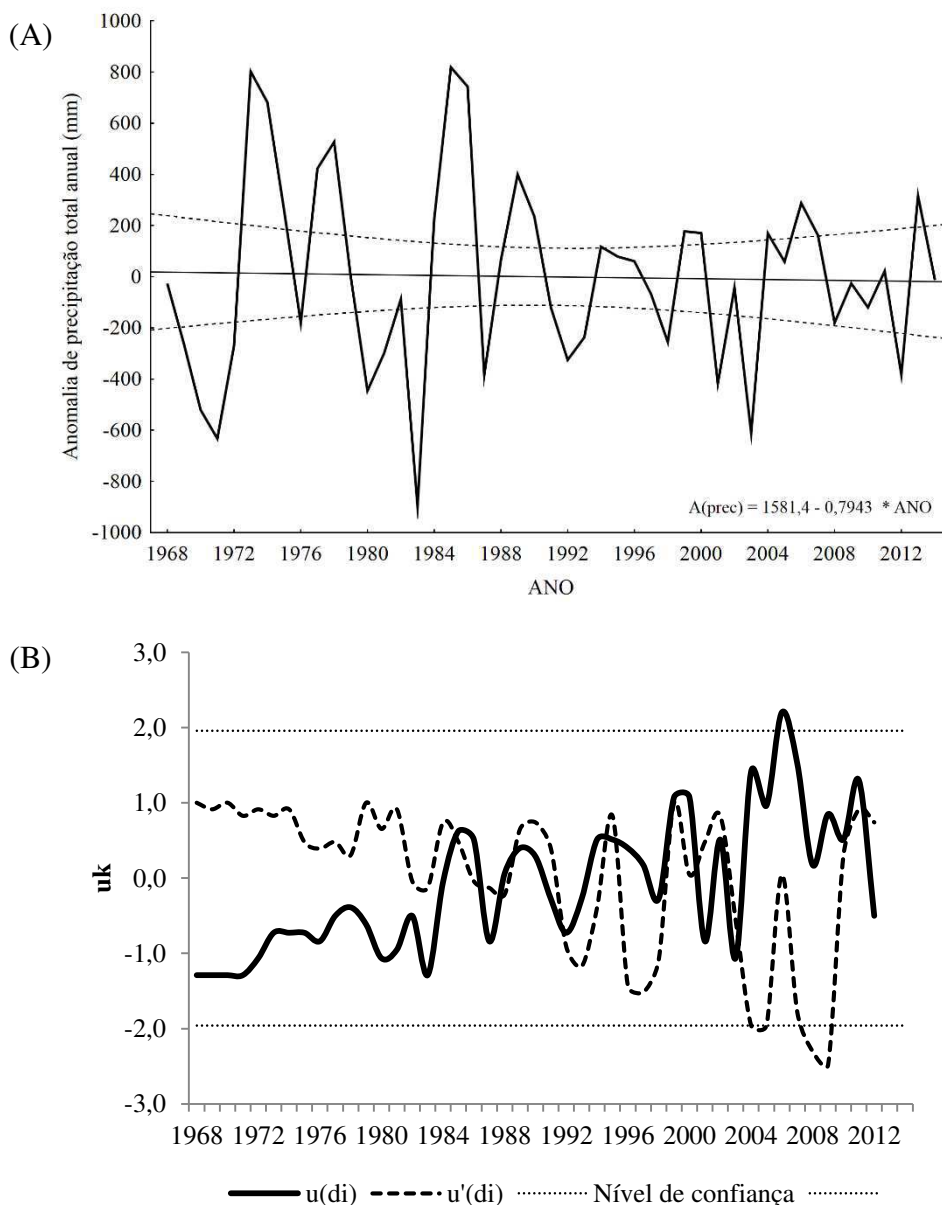 (A)
Anomalia de precipitação total anual (mm)
1000
800
600
400
200
0
-200
-400
-600
-800
-1000
A(prec) = 1581,4 - 0,7943 * ANO
1968 1972 1976 1980 1984 1988 1992 1996 2000 2004 2008 2012
ANO
(B)
uk
3,0
2,0
1,0
0,0
-1,0
-2,0
-3,0
1968 1972 1976 1980 1984 1988 1992 1996 2000 2004 2008 2012
u(di) u'(di) Nível de confiança